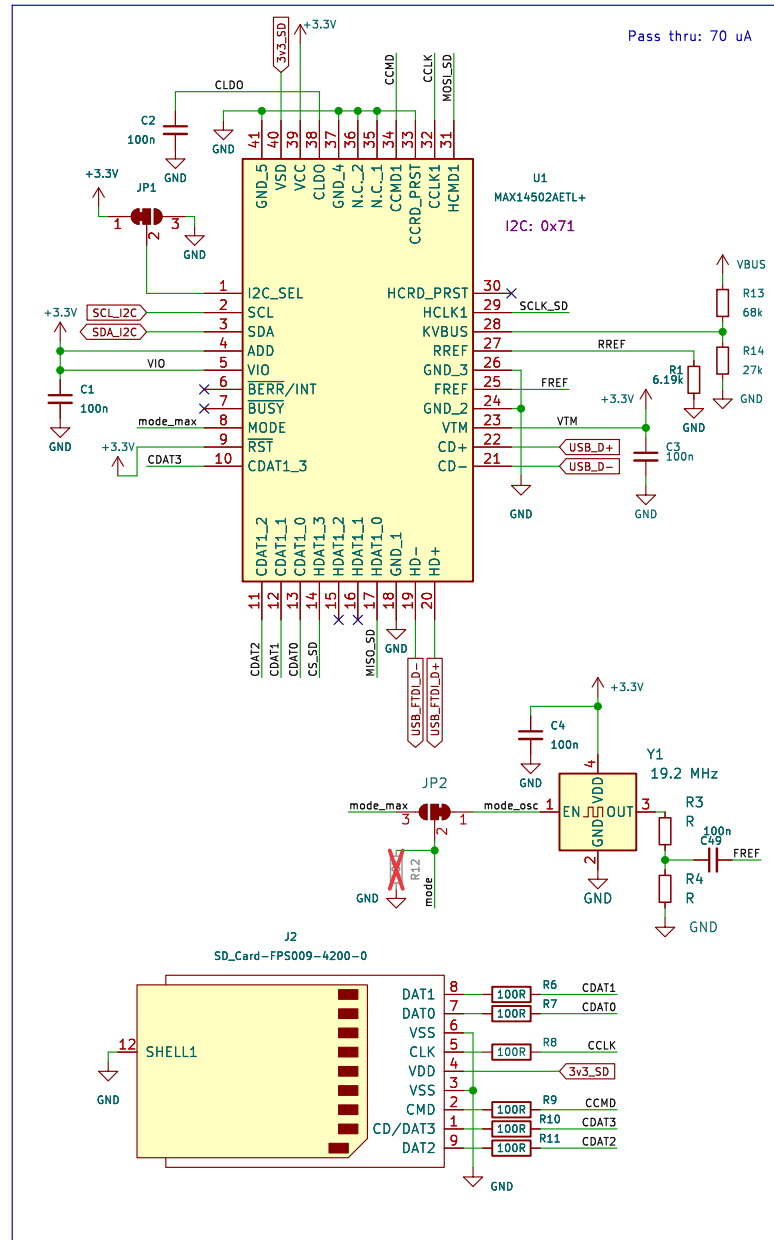 Pass thru: 70 uA
3v3_SD
+3.3V
CLDO
C2
100n
GND
GND
CCMD
CCLK
MOSI_SD
41 40 39 38 37 36 35 34 33 32 31
GND_5 VSD VCC CLDO GND_4 N.C._2 N.C._1 CCMD1 CCRD_PRST CCLK1 HCMD1
U1
MAX14502AETL+
I2C: 0x71
+3.3V
JP1
1 2 3
GND
1 I2C_SEL
SCL_I2C 2 SCL
SDA_I2C 3 SDA
+3.3V
4 ADD
VIO 5 VIO
6 BERR/INT
7 BUSY
mode_max 8 MODE
+3.3V 9 RST
CDAT3 10 CDAT1_3
C1
100n
GND
HCRD_PRST 30
HCLK1 29 SCLK_SD
KVBUS 28
RREF 27 RREF
GND_3 26
FREF 25 FREF
GND_2 24
VTM 23 VTM
CD+ 22 USB_D+
CD- 21 USB_D-
VBUS
R13
68k
R14
27k
GND
R1
6.19k
GND
+3.3V
C3
100n
GND
GND
CDAT1_2 CDAT1_1 CDAT1_0 HDAT1_3 HDAT1_2 HDAT1_1 HDAT1_0 GND_1 HD- HD+
11 12 13 14 15 16 17 18 19 20
CDAT2
CDAT1
CDAT0
CS_SD
MISO_SD
GND
USB_FTDI_D-
USB_FTDI_D+
+3.3V
C4
100n
GND
Y1
19.2 MHz
4
VDD
1 EN OUT 3
GND
2
GND
JP2
mode_max 3 2 1 mode_osc
R12
GND
mode
R3
R
100n
C49
FREF
R4
R
GND
J2
SD_Card-FPS009-4200-0
12 SHELL1
GND
DAT1 8 100R R6 CDAT1
DAT0 7 100R R7 CDAT0
VSS 6
CLK 5 100R R8 CCLK
VDD 4 3v3_SD
VSS 3
CMD 2 100R R9 CCMD
CD/DAT3 1 100R R10 CDAT3
DAT2 9 100R R11 CDAT2
GND